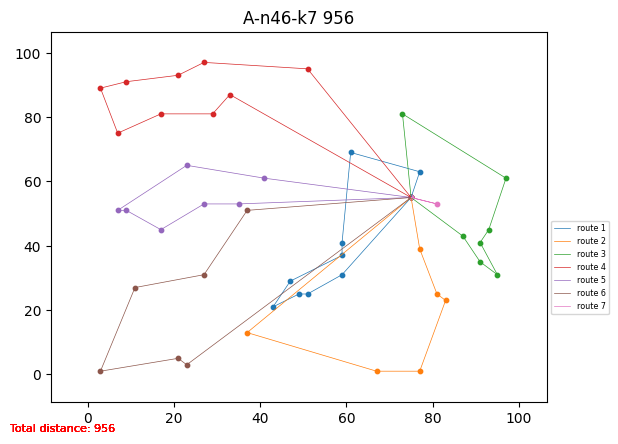 A-n46-k7 956
100
80
60
40
20
0
0 20 40 60 80 100
route 1
route 2
route 3
route 4
route 5
route 6
route 7
Total distance: 956